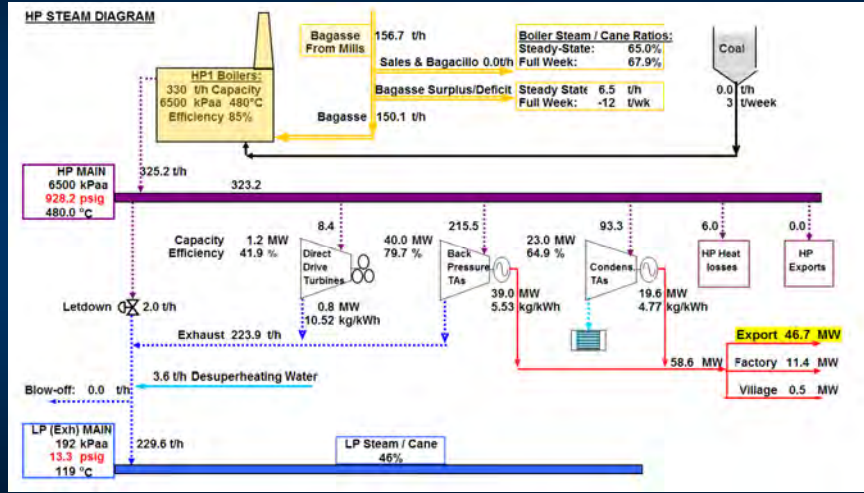 HP STEAM DIAGRAM
Bagasse
From Mills
156.7 t/h
Sales & Bagacillo 0.0t/h
Boiler Steam / Cane Ratios:
Steady-State: 65.0%
Full Week: 67.9%
Coal
HP1 Boilers:
330 t/h Capacity
6500 kPaa 480°C
Efficiency 85%
Bagasse Surplus/Deficit
Steady State 6.5 t/h
Full Week: -12 t/wk
0.0 t/h
3 t/week
Bagasse 150.1 t/h
325.2 t/h
HP MAIN
6500 kPaa
928.2 psig
480.0 °C
323.2
8.4
215.5
93.3
6.0
0.0
Capacity 1.2 MW
Efficiency 41.9 %
Direct
Drive
Turbines
40.0 MW
79.7 %
Back
Pressure
TAs
23.0 MW
64.9 %
Condens.
TAs
HP Heat
losses
HP
Exports
Letdown 2.0 t/h
0.8 MW
10.52 kg/kWh
39.0 MW
5.53 kg/kWh
19.6 MW
4.77 kg/kWh
Exhaust 223.9 t/h
Export 46.7 MW
58.6 MW
Factory 11.4 MW
Village 0.5 MW
3.6 t/h Desuperheating Water
Blow-off: 0.0 t/h
LP (Exh) MAIN
192 kPaa
13.3 psig
119 °C
229.6 t/h
LP Steam / Cane
46%